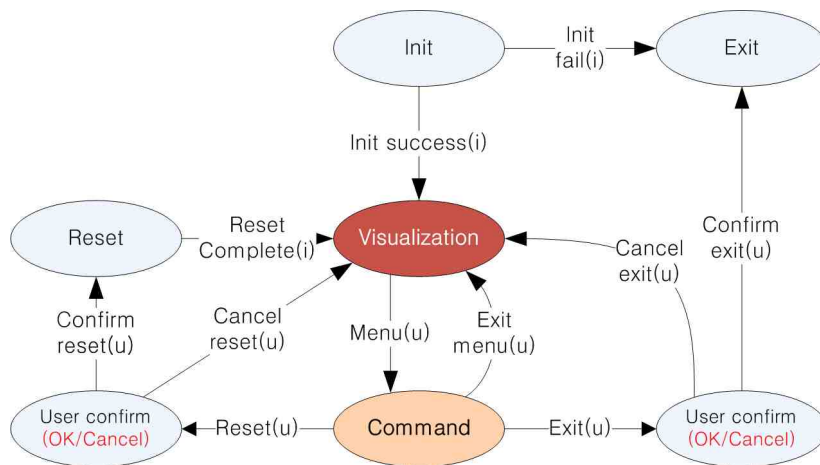 Init
Init
fail(i)
Exit
Init success(i)
Reset
Reset
Complete(i)
Visualization
Cancel
exit(u)
Confirm
exit(u)
Confirm
reset(u)
Cancel
reset(u)
Menu(u)
Exit
menu(u)
User confirm
(OK/Cancel)
Reset(u)
Command
Exit(u)
User confirm
(OK/Cancel)